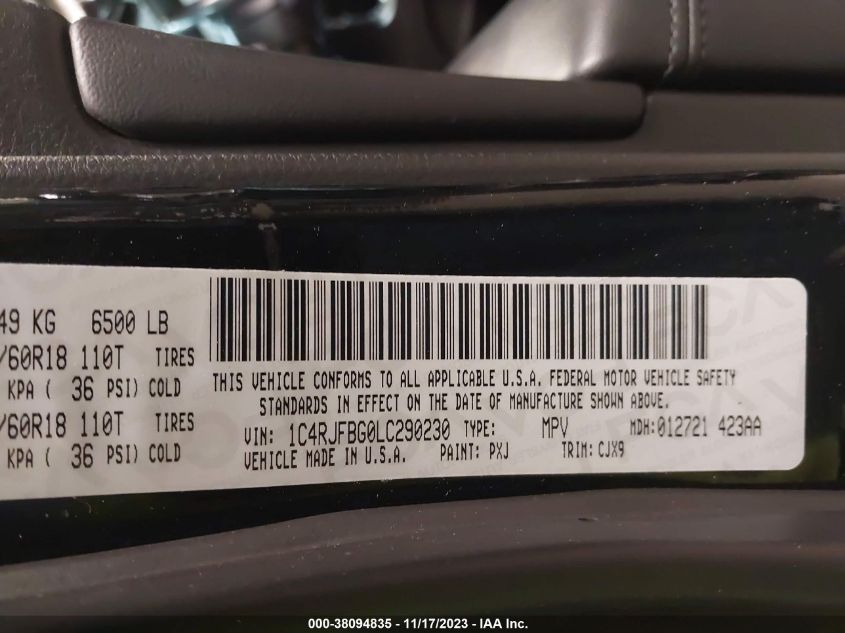 49 KG 6500 LB
/60R18 110T TIRES
KPA ( 36 PSI) COLD
/60R18 110T TIRES
KPA ( 36 PSI) COLD
THIS VEHICLE CONFORMS TO ALL APPLICABLE U.S.A. FEDERAL MOTOR VEHICLE SAFETY
STANDARDS IN EFFECT ON THE DATE OF MANUFACTURE SHOWN ABOVE.
VIN: 1C4RJFBG0LC290230 TYPE: MPV MDH:012721 423AA
VEHICLE MADE IN U.S.A. PAINT: PXJ TRIM: CJX9
000-38094835 - 11/17/2023 - IAA Inc.